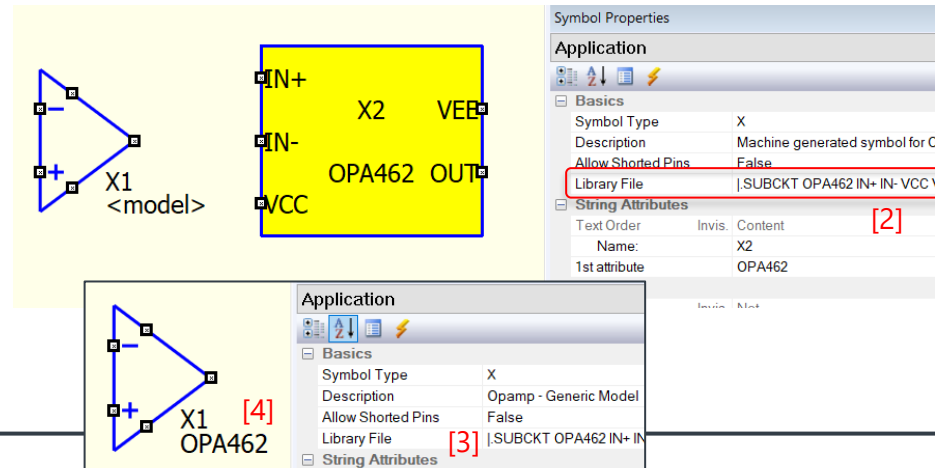 Symbol Properties
Application
Basics
Symbol Type X
Description Machine generated symbol for
Allow Shorted Pins False
Library File |.SUBCKT OPA462 IN+ IN- VCC
[2]
String Attributes
Text Order Invis. Content
Name: X2
1st attribute OPA462
IN+
IN-
VCC
X2
OPA462
VEE
OUT
-
+
X1
<model>
Application
Basics
Symbol Type X
Description Opamp - Generic Model
Allow Shorted Pins False
Library File |.SUBCKT OPA462 IN+
[3]
String Attributes
-
+
X1
OPA462
[4]